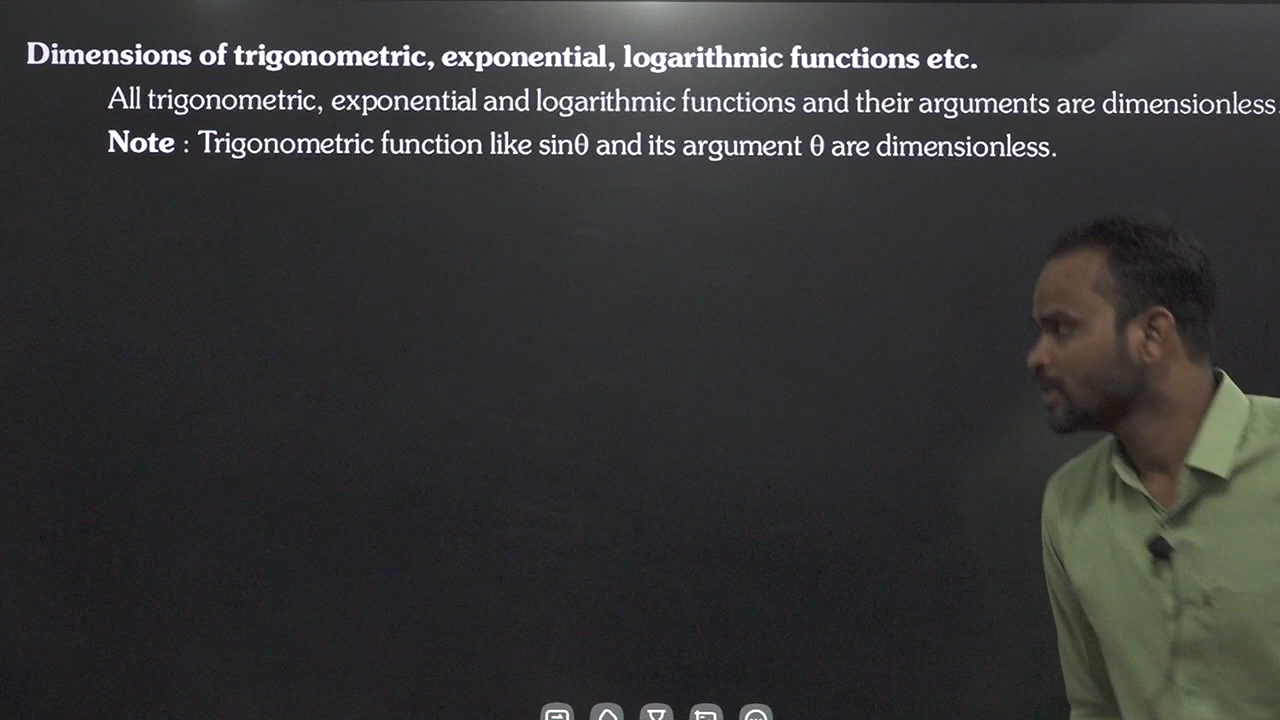 Dimensions of trigonometric, exponential, logarithmic functions etc.
All trigonometric, exponential and logarithmic functions and their arguments are dimensionless.
Note : Trigonometric function like sinθ and its argument θ are dimensionless.